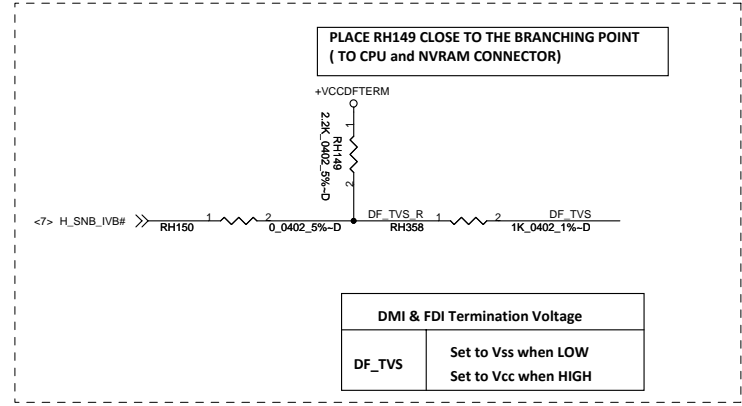 PLACE RH149 CLOSE TO THE BRANCHING POINT
( TO CPU and NVRAM CONNECTOR)
+VCCDFTERM
1
RH149
2.2K_0402_5%~D
2
<7> H_SNB_IVB#
1
2
DF_TVS_R
1
2
DF_TVS
RH150
0_0402_5%~D
RH358
1K_0402_1%~D
DMI & FDI Termination Voltage
DF_TVS
Set to Vss when LOW
Set to Vcc when HIGH